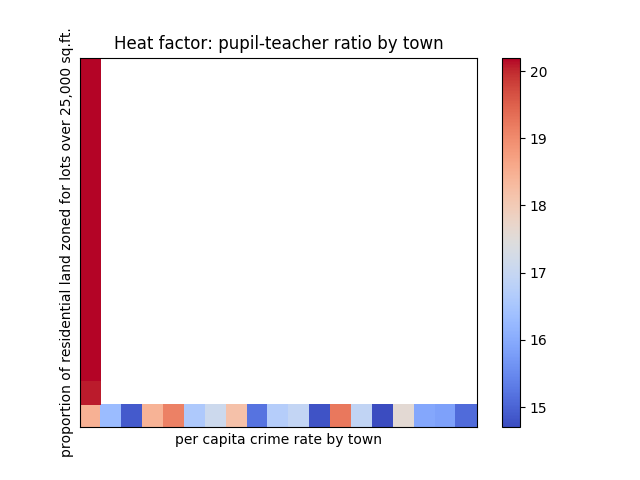 Heat factor: pupil-teacher ratio by town
proportion of residential land zoned for lots over 25,000 sq.ft.
per capita crime rate by town
20
19
18
17
16
15